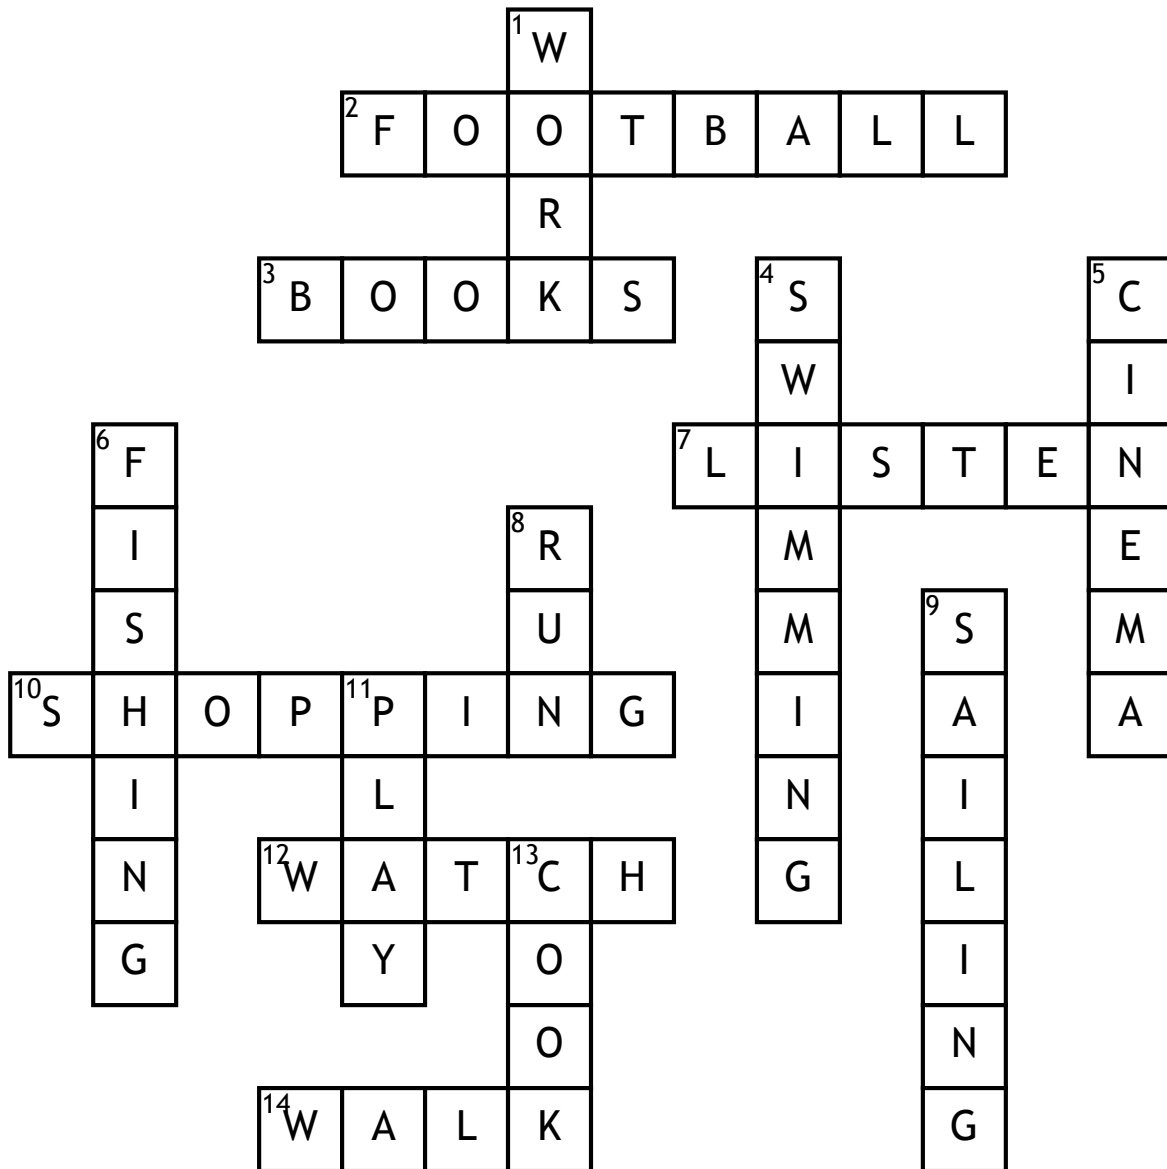 1 W
2 F O O T B A L L
R
3 B O O K S 4 S 5 C
W I
6 F 7 L I S T E N
I 8 R M E
S U M 9 S M
10 S H O P 11 P I N G I A A
I L N I
N 12 W A T 13 C H G L
G Y O I
O N
14 W A L K G